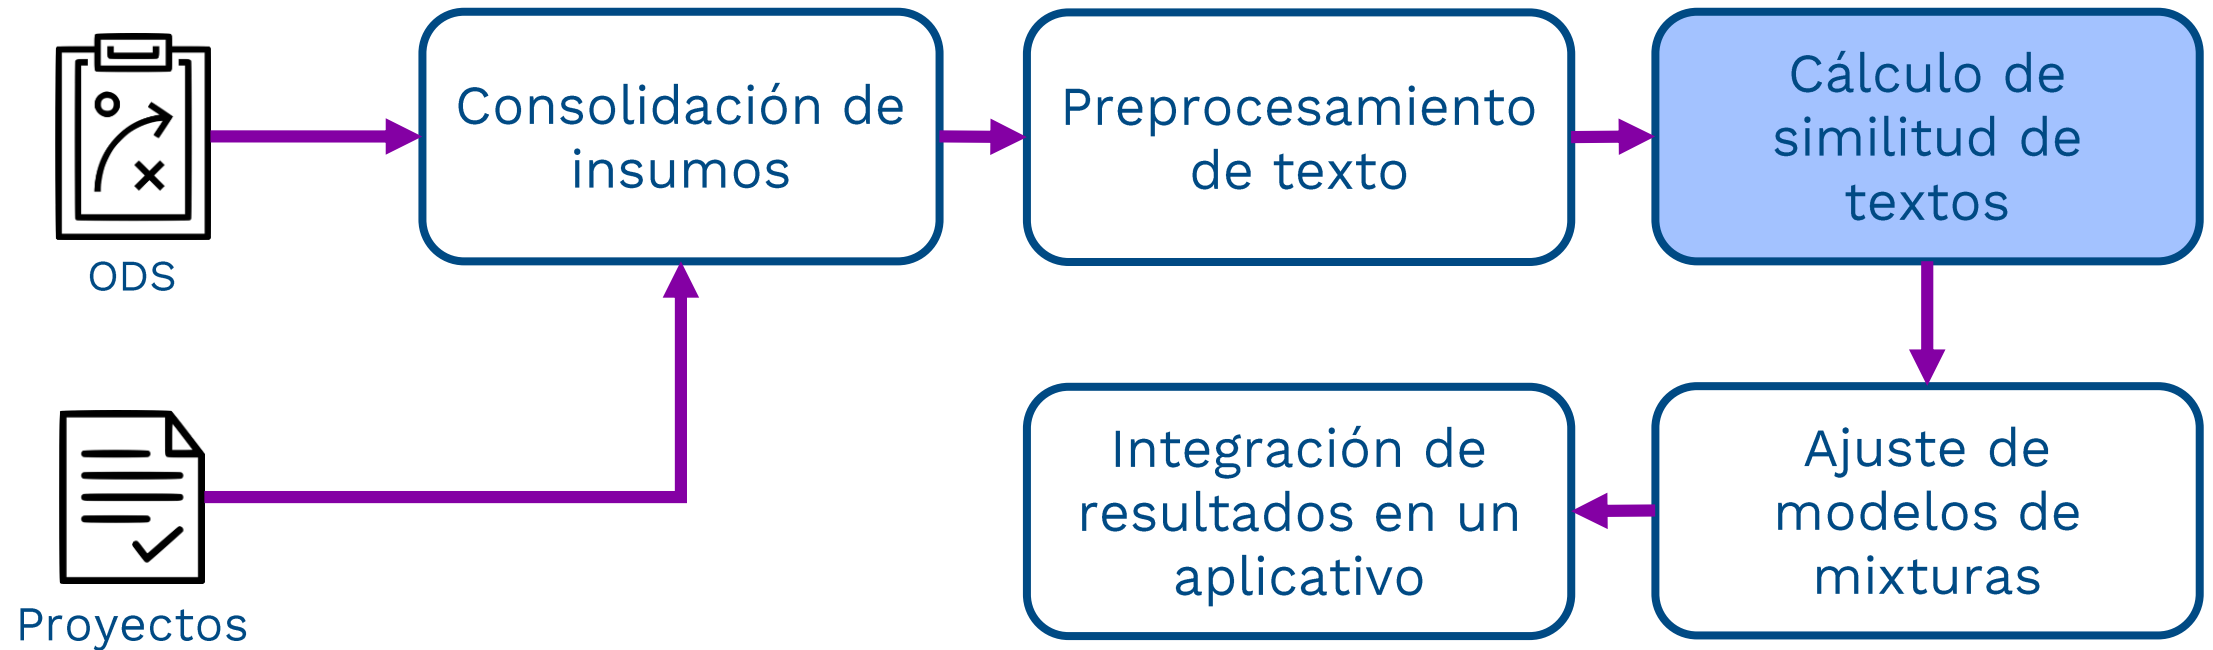 ODS
Proyectos
Consolidación de
insumos
Preprocesamiento
de texto
Cálculo de
similitud de
textos
Ajuste de
modelos de
mixturas
Integración de
resultados en un
aplicativo